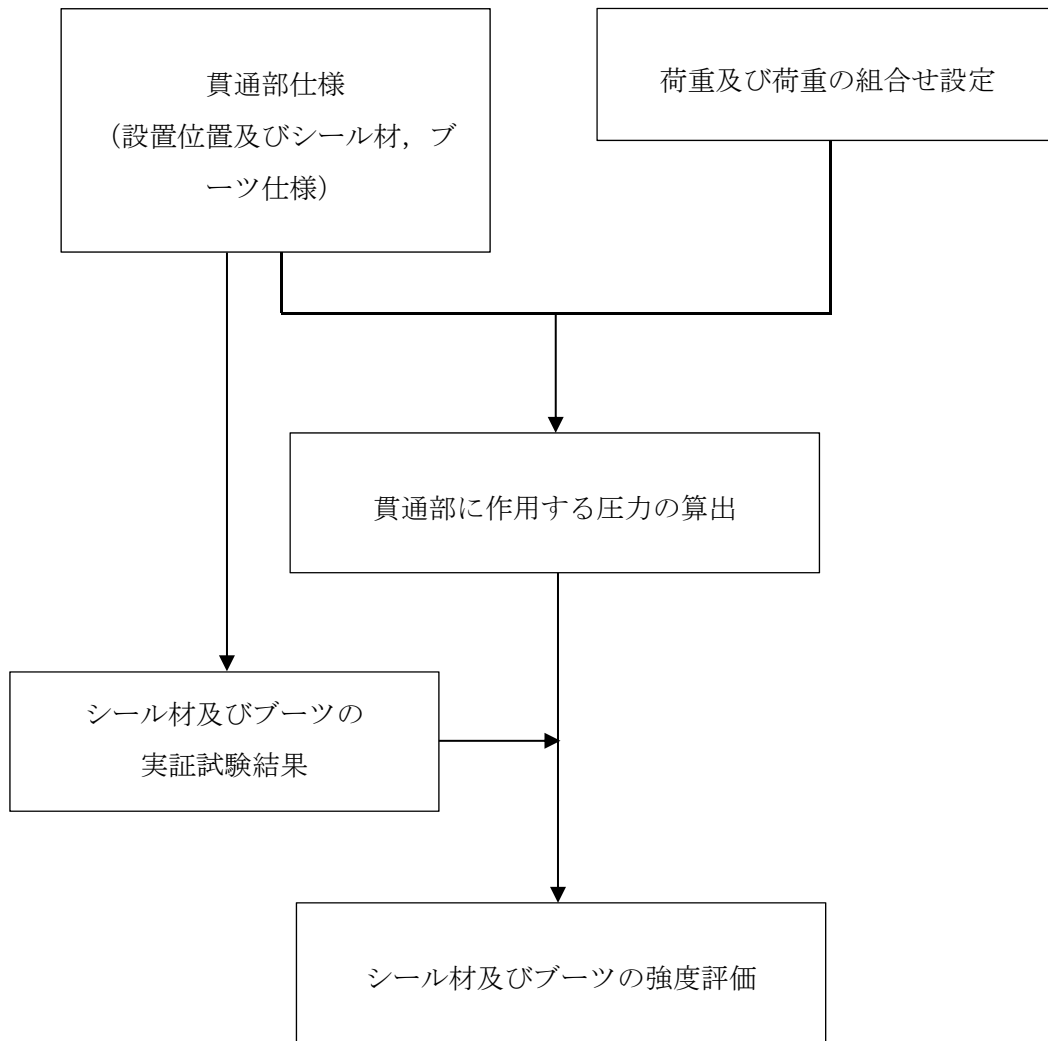 貫通部仕様
（設置位置及びシール材，ブ
ーツ仕様）
荷重及び荷重の組合せ設定
貫通部に作用する圧力の算出
シール材及びブーツの
実証試験結果
シール材及びブーツの強度評価